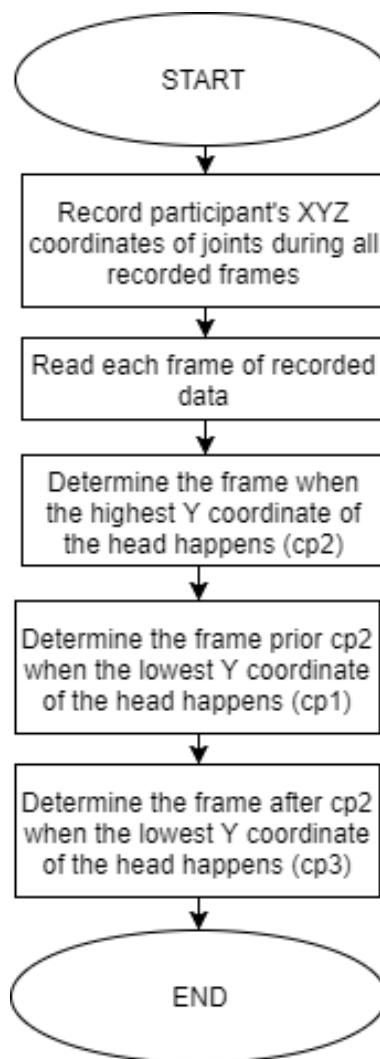 START
Record participant's XYZ
coordinates of joints during all
recorded frames
Read each frame of recorded
data
Determine the frame when
the highest Y coordinate of
the head happens (cp2)
Determine the frame prior cp2
when the lowest Y coordinate
of the head happens (cp1)
Determine the frame after cp2
when the lowest Y coordinate
of the head happens (cp3)
END